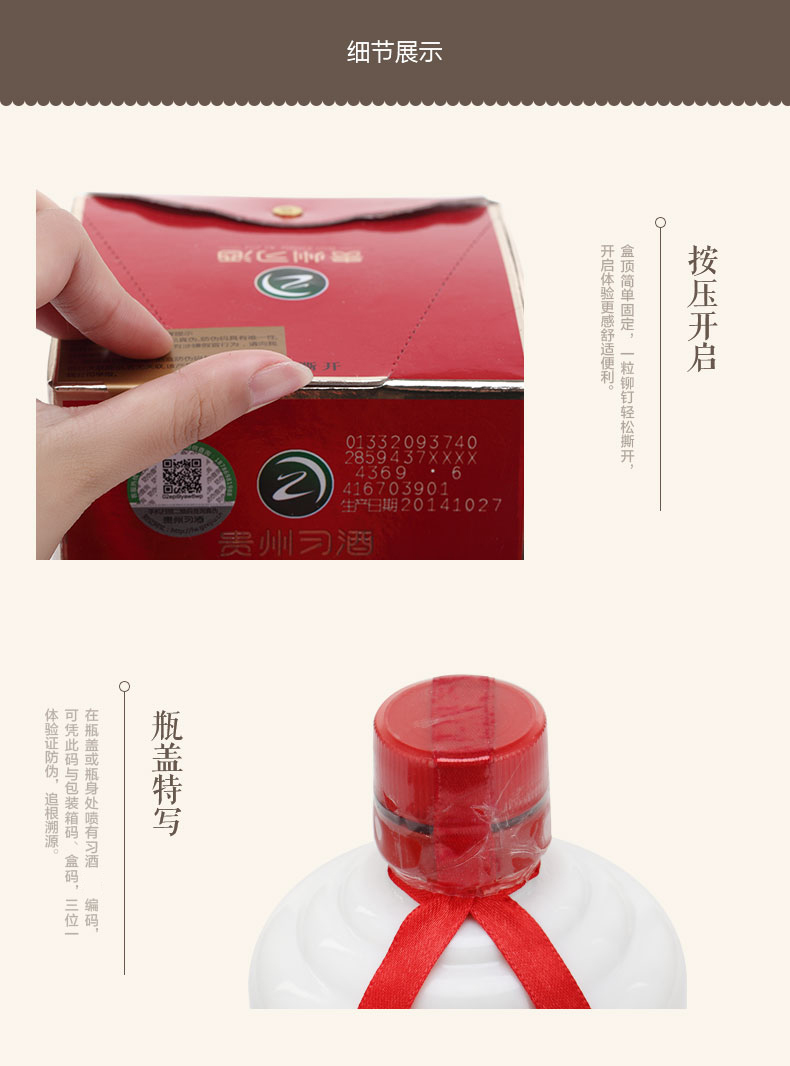 细节展示
按压开启
盒顶简单固定，一粒铆钉轻松撕开，
开启体验更感舒适便利。
贵州习酒
撕开
01332093740
2859437XXXX
4369 · 6
416703901
生产日期20141027
贵州习酒
贵州习酒
瓶盖特写
在瓶盖或瓶身处喷有习酒 编码，
可凭此码与包装箱码、盒码，三位一
体验证防伪，追根溯源。